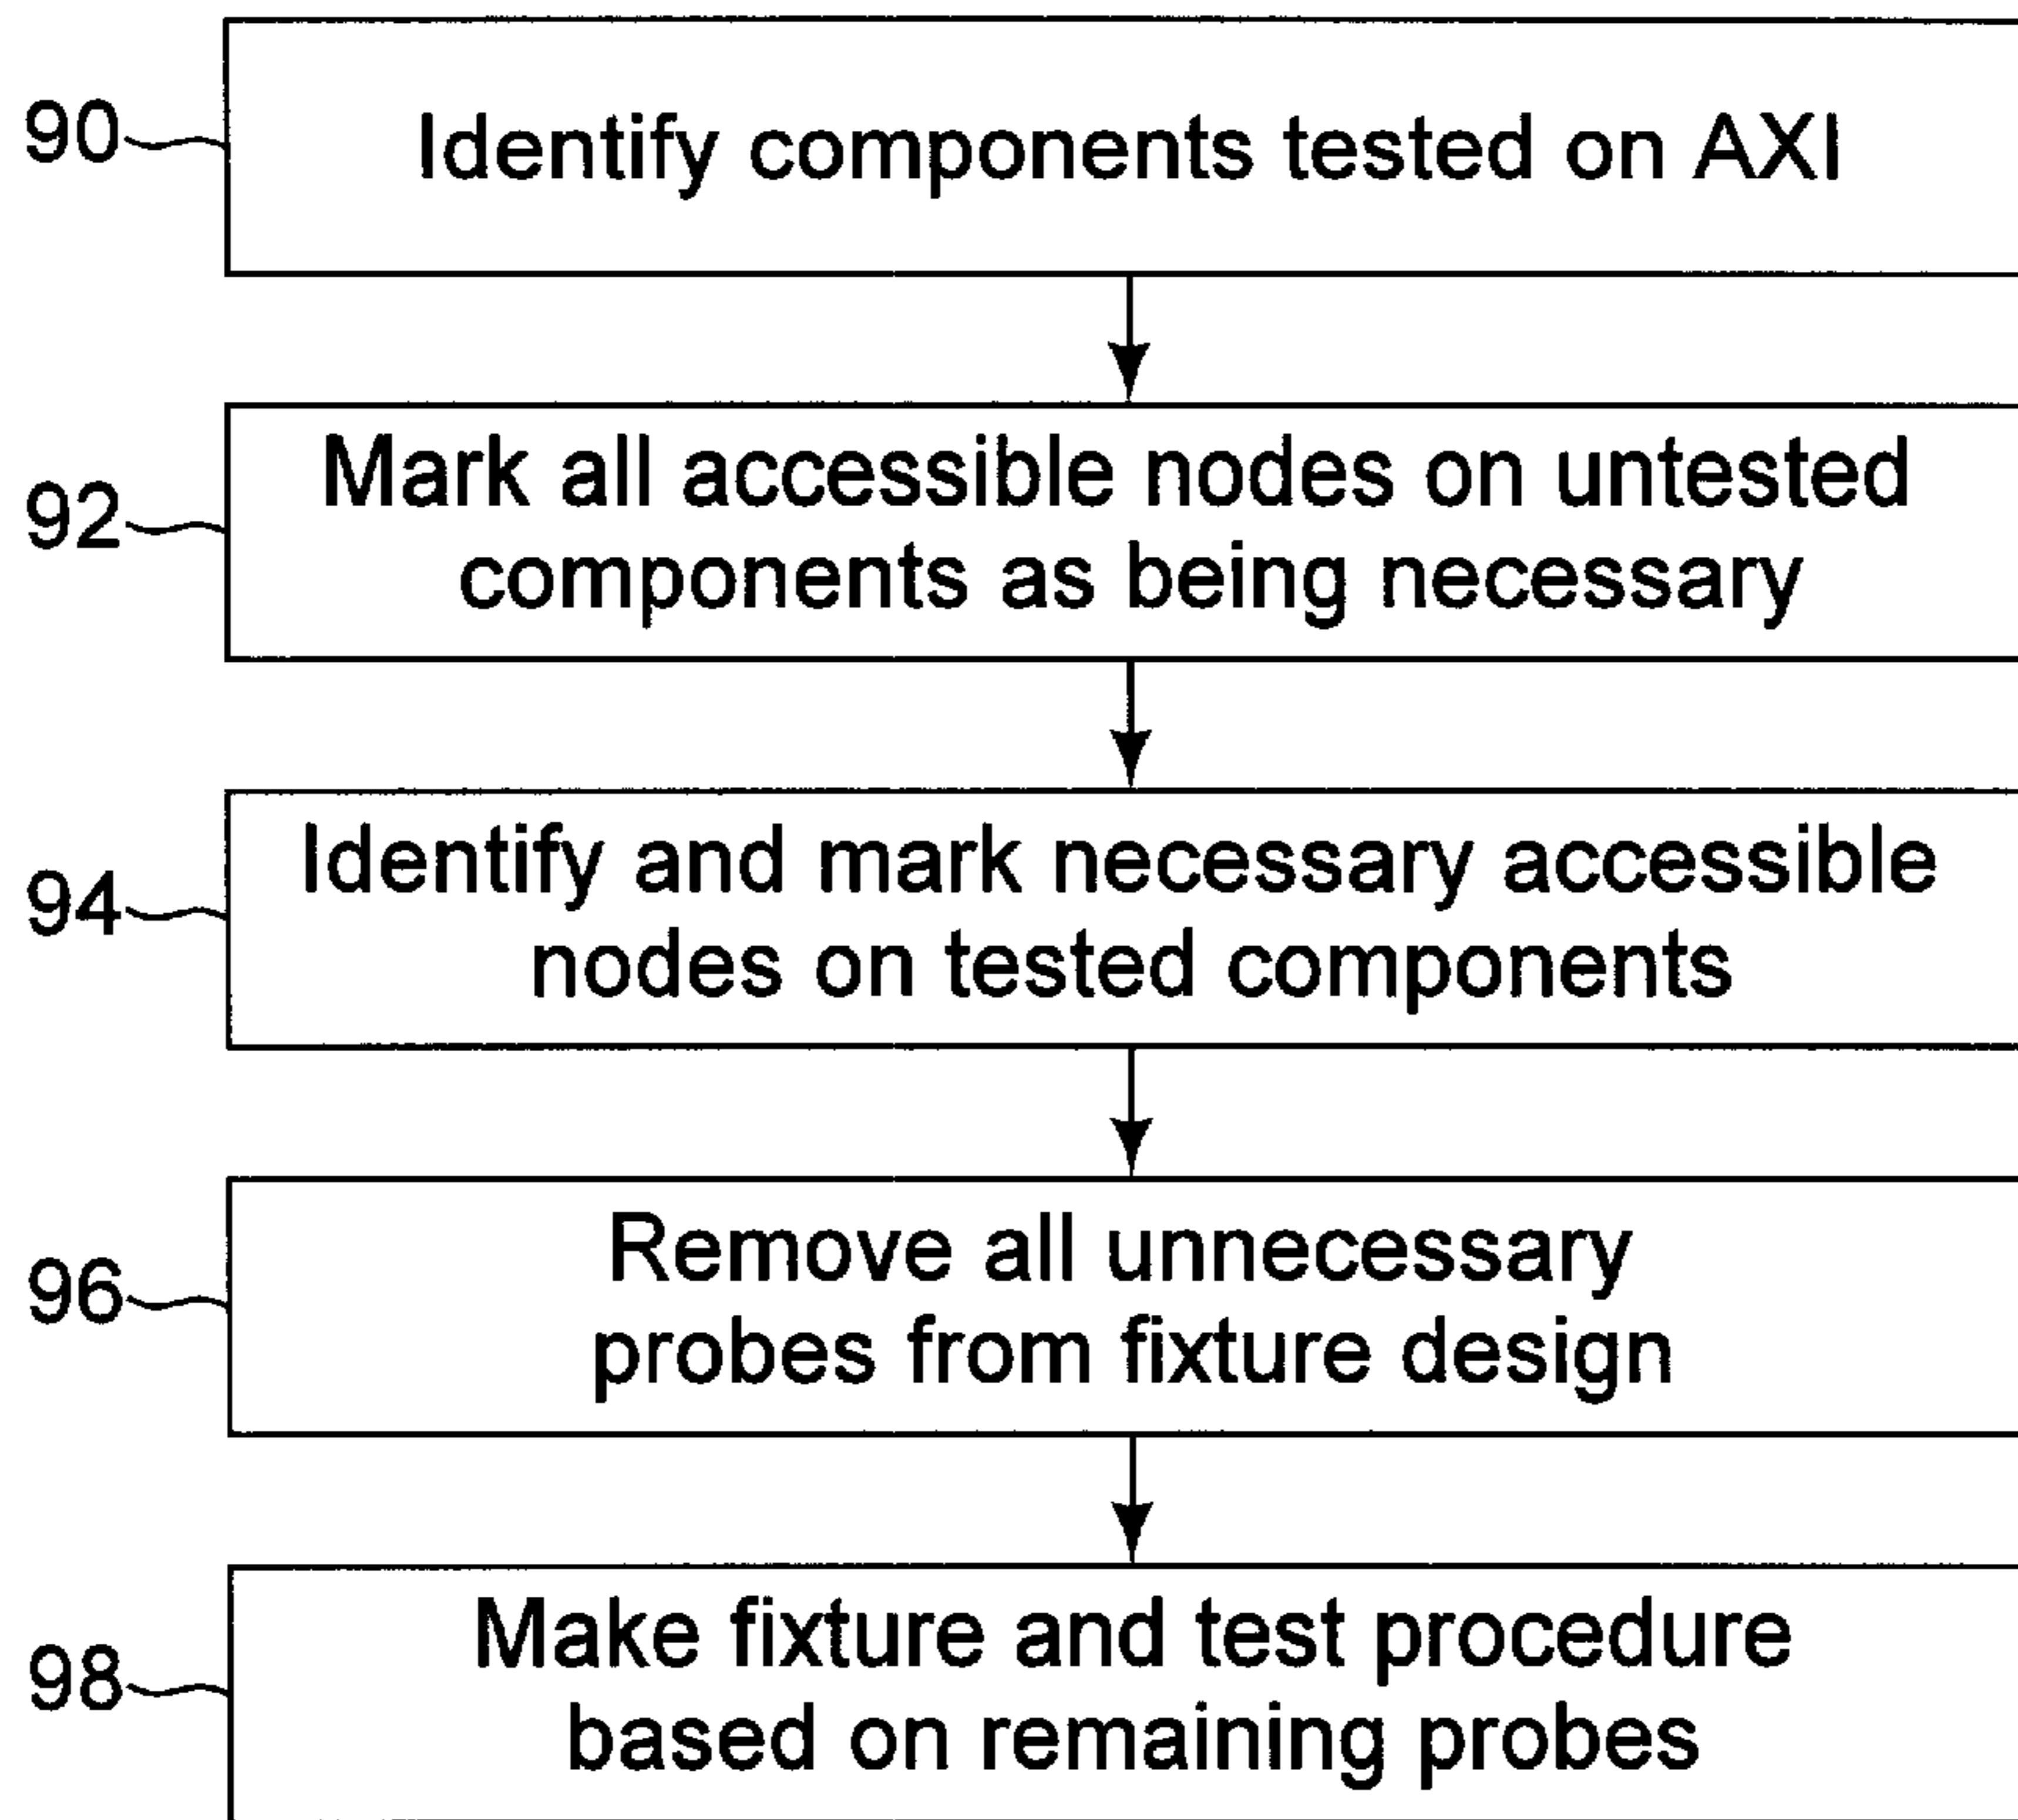 90
Identify components tested on AXI
92
Mark all accessible nodes on untested
components as being necessary
94
Identify and mark necessary accessible
nodes on tested components
96
Remove all unnecessary
probes from fixture design
98
Make fixture and test procedure
based on remaining probes